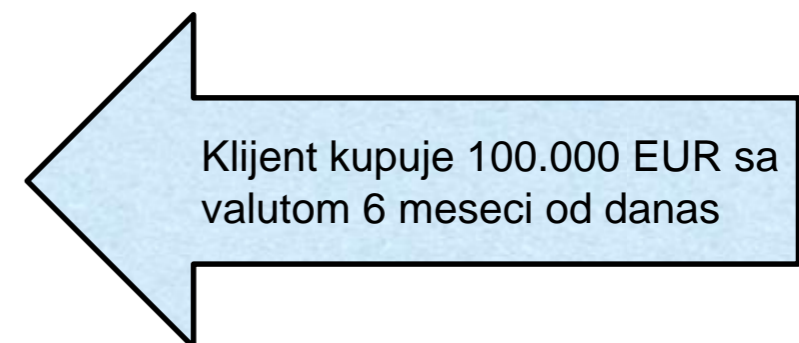 Klijent kupuje 100.000 EUR sa
valutom 6 meseci od danas